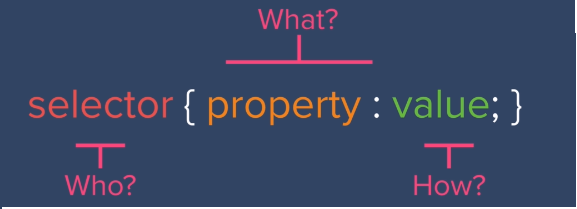 What?
selector { property : value; }
Who?
How?